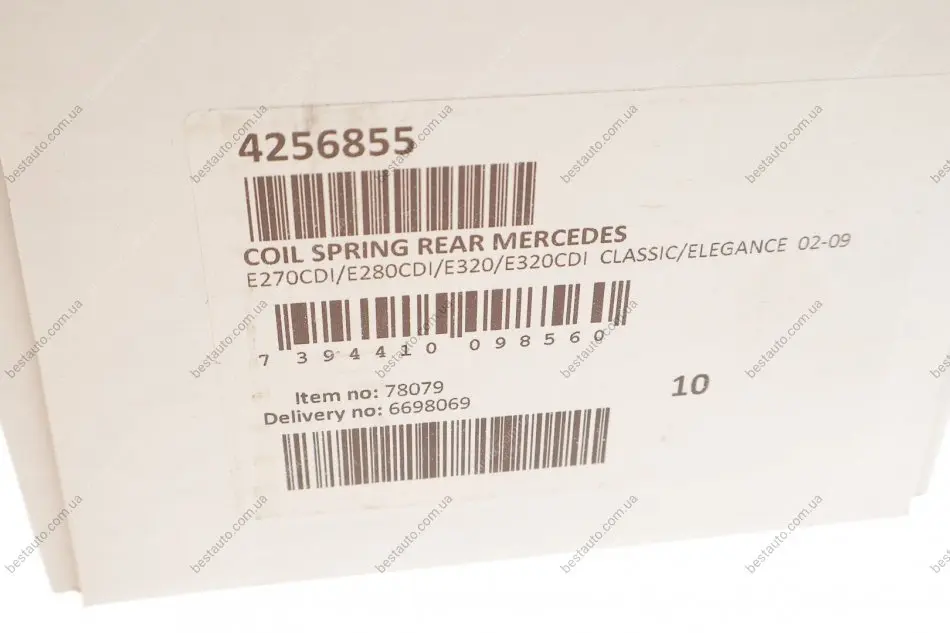 4256855
COIL SPRING REAR MERCEDES
E270CDI/E280CDI/E320/E320CDI CLASSIC/ELEGANCE 02-09
7 394410 098560
Item no: 78079
10
Delivery no: 6698069
bestauto.com.ua